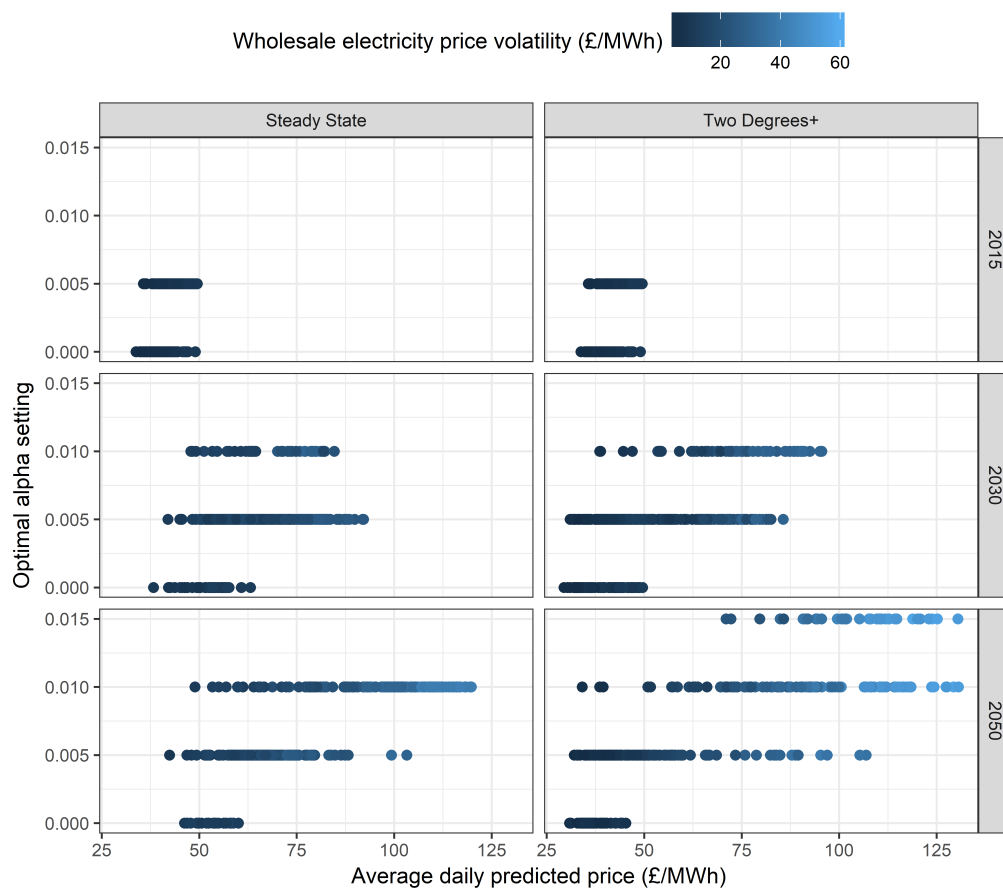 Wholesale electricity price volatility (£/MWh)
20 40 60
Steady State Two Degrees+
0.015
0.010
0.005
0.000
2015
0.015
0.010
0.005
0.000
2030
0.015
0.010
0.005
0.000
2050
Optimal alpha setting
25 50 75 100 125 25 50 75 100 125
Average daily predicted price (£/MWh)